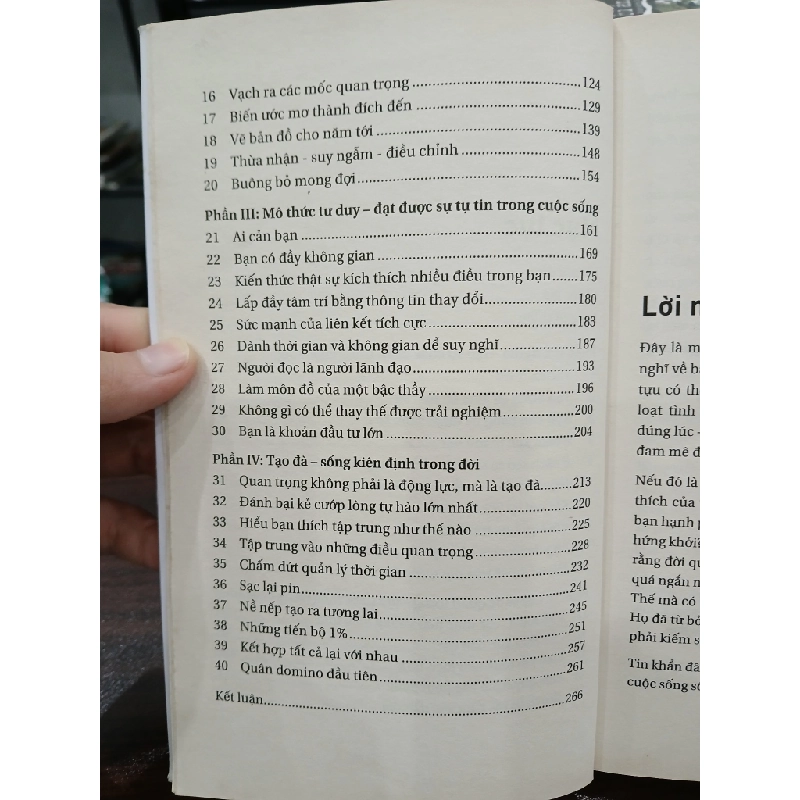 16 Vạch ra các mốc quan trọng ........ 124
17 Biến ước mơ thành đích đến ........ 129
18 Vẽ bản đồ cho năm tới ........ 139
19 Thừa nhận - suy ngẫm - điều chỉnh ........ 148
20 Buông bỏ mong đợi ........ 154
Phần III: Mô thức tư duy – đạt được sự tự tin trong cuộc sống
21 Ai cản bạn ........ 161
22 Bạn có đầy không gian ........ 169
23 Kiến thức thật sự kích thích nhiều điều trong bạn ........ 175
24 Lấp đầy tâm trí bằng thông tin thay đổi ........ 180
25 Sức mạnh của liên kết tích cực ........ 183
26 Dành thời gian và không gian để suy nghĩ ........ 187
27 Người đọc là người lãnh đạo ........ 193
28 Làm môn đồ của một bậc thầy ........ 196
29 Không gì có thể thay thế được trải nghiệm ........ 200
30 Bạn là khoản đầu tư lớn ........ 204
Phần IV: Tạo đà – sống kiên định trong đời
31 Quan trọng không phải là động lực, mà là tạo đà ........ 213
32 Đánh bại kẻ cướp lòng tự hào lớn nhất ........ 220
33 Hiểu bạn thích tập trung như thế nào ........ 225
34 Tập trung vào những điều quan trọng ........ 228
35 Chấm dứt quản lý thời gian ........ 232
36 Sạc lại pin ........ 241
37 Nề nếp tạo ra tương lai ........ 245
38 Những tiến bộ 1% ........ 251
39 Kết hợp tất cả lại với nhau ........ 257
40 Quân domino đầu tiên ........ 261
Kết luận ........ 266
Lời
Đây là
nghĩ về
tựu có
loạt tình
đúng lúc
đam mê
Nếu đó là
thích của
bạn hạnh
hứng khởi
rằng đời
quá ngắn
Thế mà có
Họ đã từ
phải kiếm
Tin khẩn
cuộc sống